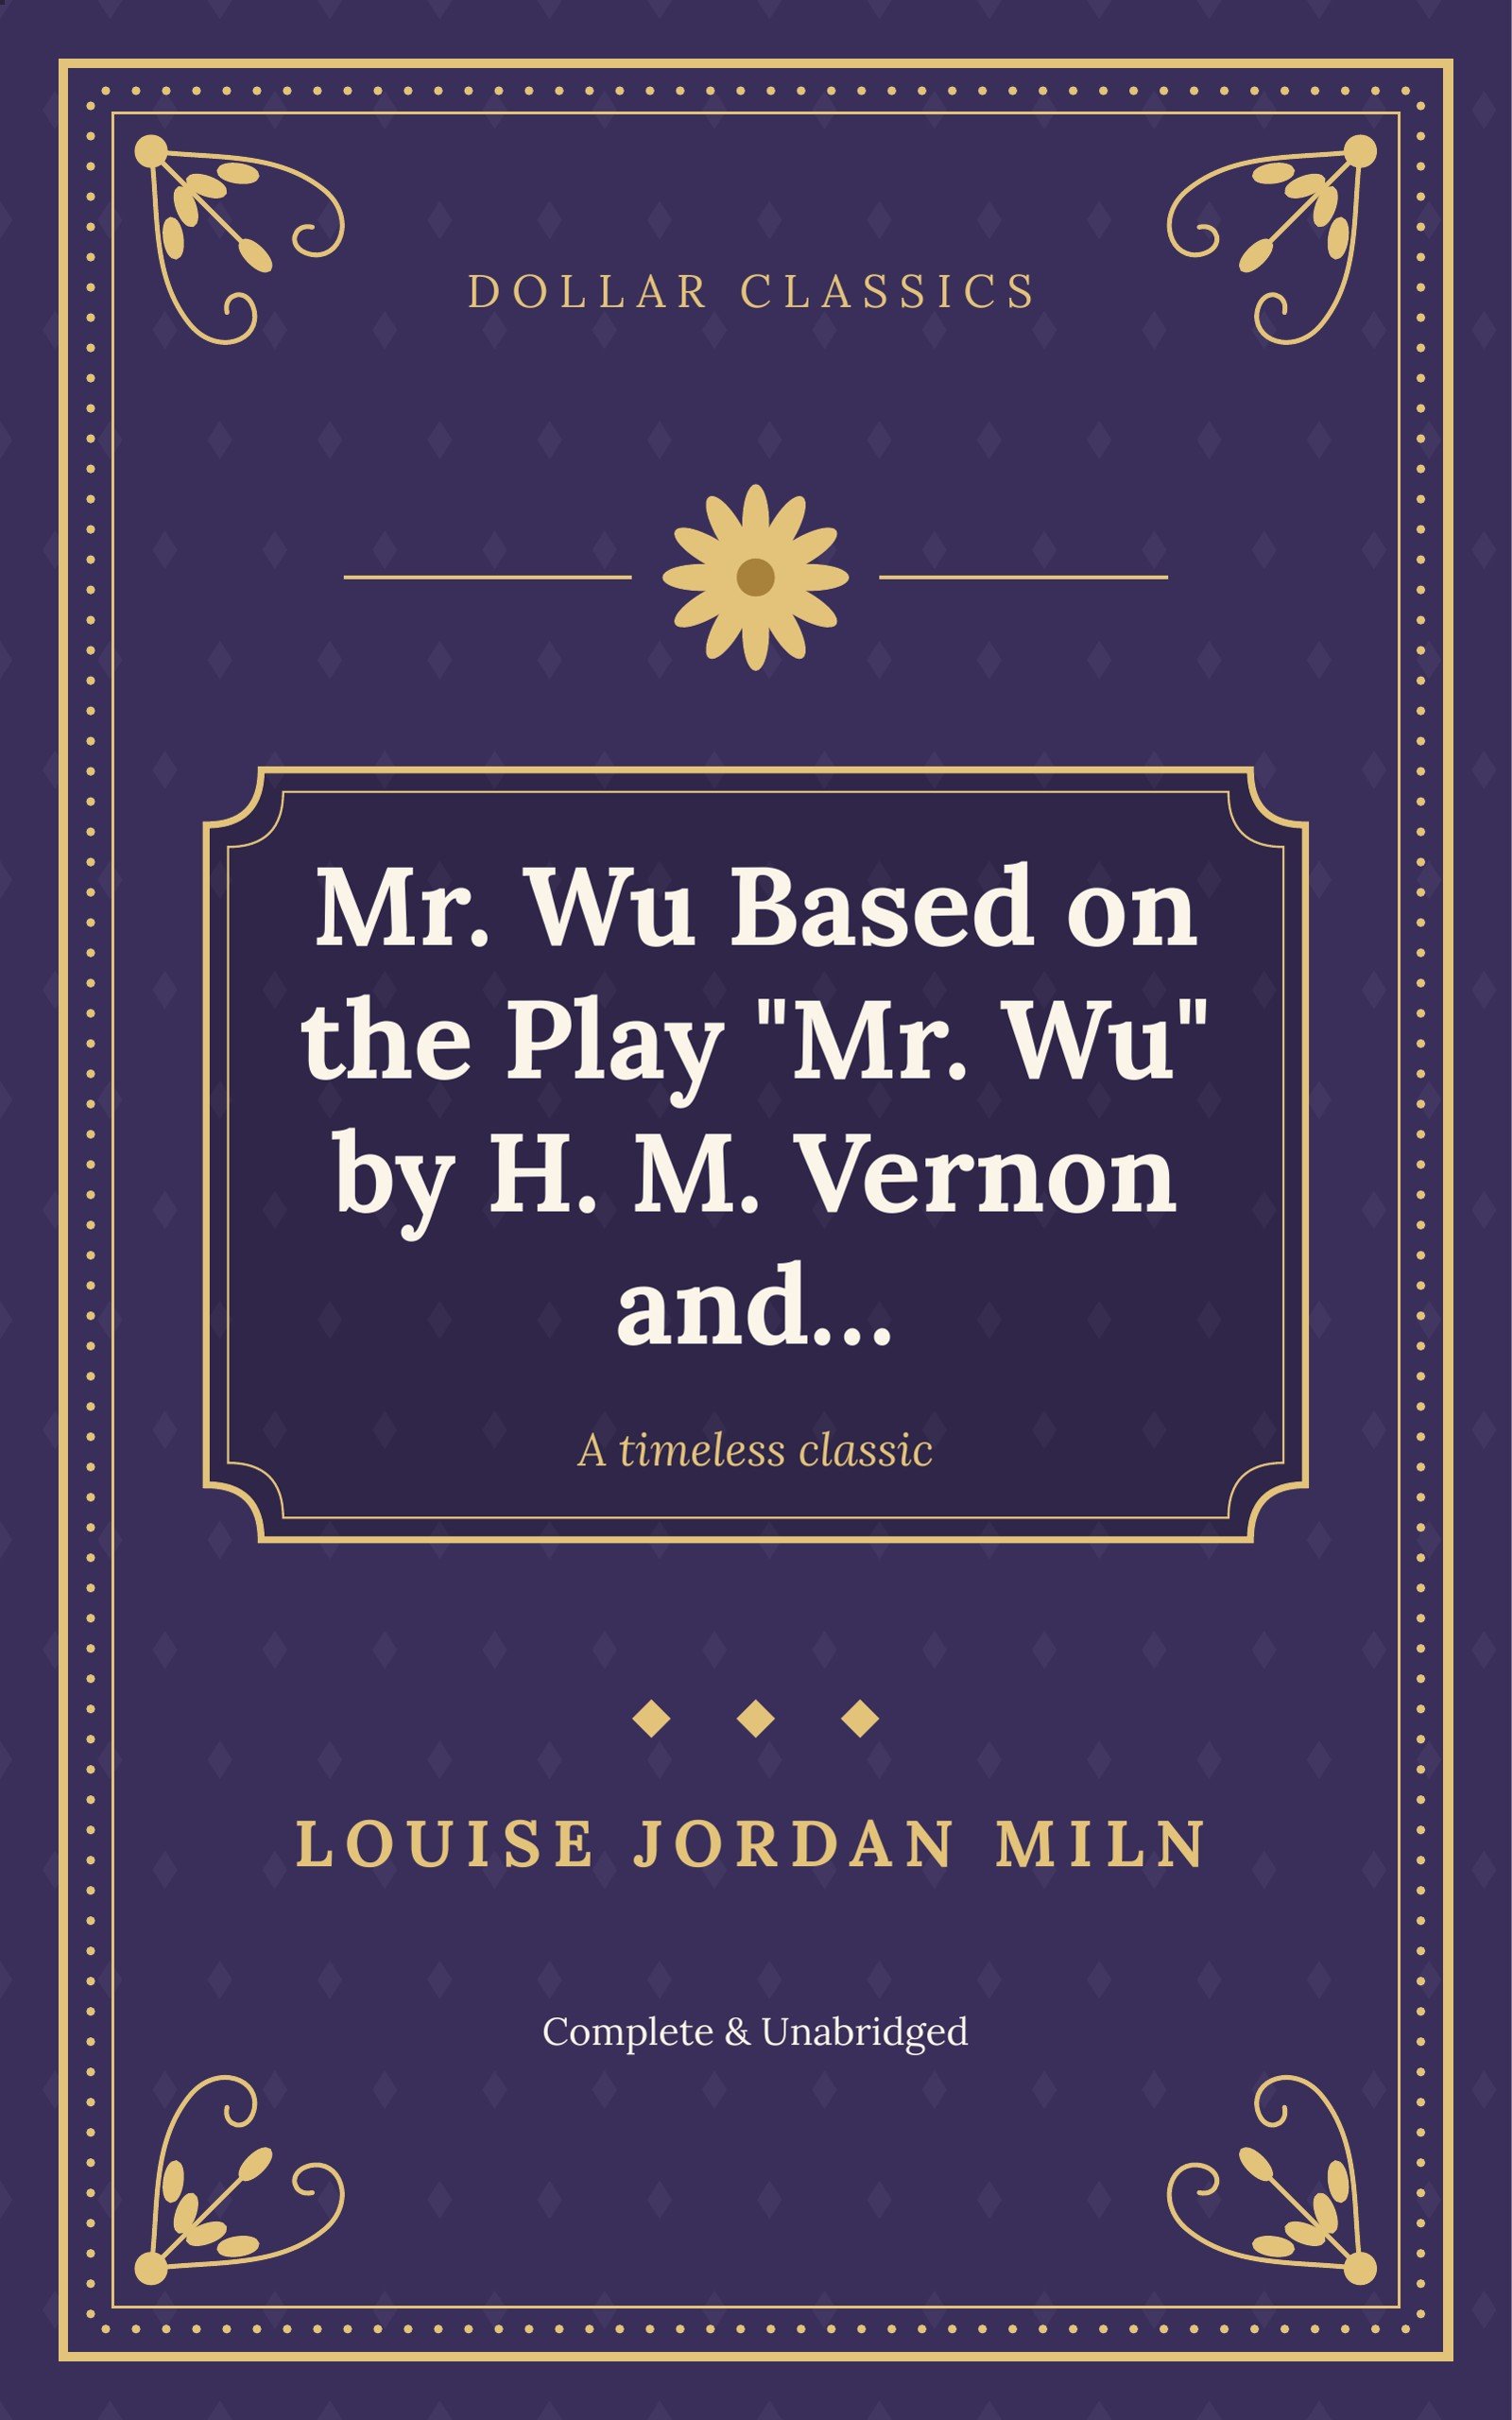 DOLLAR CLASSICS
Mr. Wu Based on
the Play "Mr. Wu"
by H. M. Vernon
and...
A timeless classic
LOUISE JORDAN MILN
Complete & Unabridged